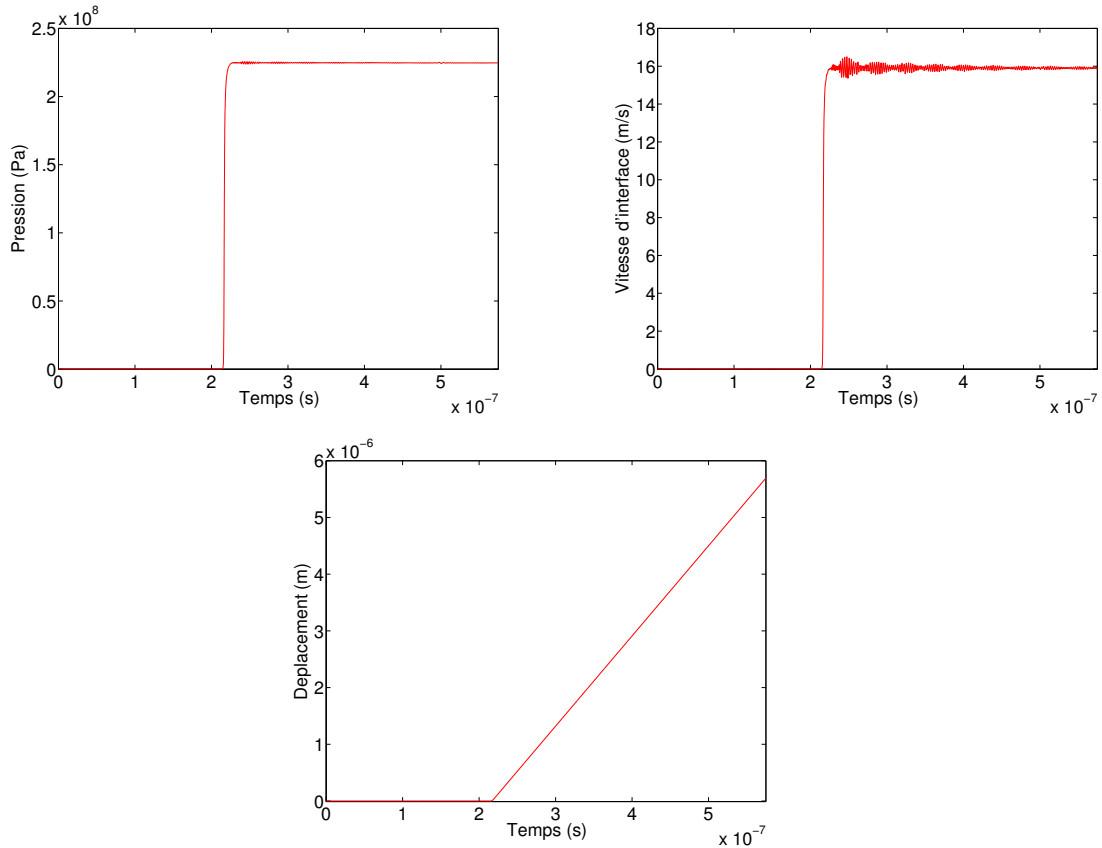 x 10⁸
2.5
2
1.5
1
0.5
0
Pression (Pa)
0 1 2 3 4 5
Temps (s)
x 10⁻⁷
18
16
14
12
10
8
6
4
2
0
Vitesse d'interface (m/s)
0 1 2 3 4 5
Temps (s)
x 10⁻⁷
x 10⁻⁶
6
5
4
3
2
1
0
Deplacement (m)
0 1 2 3 4 5
Temps (s)
x 10⁻⁷